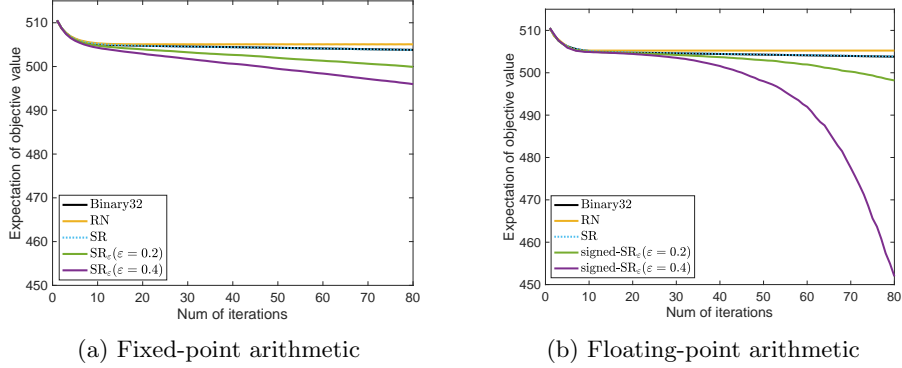 510
500
490
480
470
460
450
0 10 20 30 40 50 60 70 80
Num of iterations
Expectation of objective value
Binary32
RN
SR
SRε(ε = 0.2)
SRε(ε = 0.4)
(a) Fixed-point arithmetic
510
500
490
480
470
460
450
0 10 20 30 40 50 60 70 80
Num of iterations
Expectation of objective value
Binary32
RN
SR
signed-SRε(ε = 0.2)
signed-SRε(ε = 0.4)
(b) Floating-point arithmetic